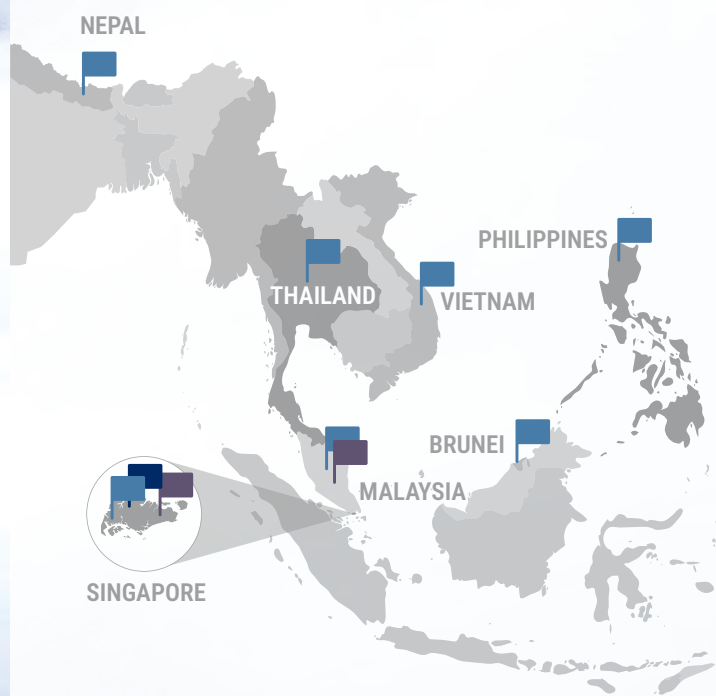 NEPAL
PHILIPPINES
THAILAND
VIETNAM
BRUNEI
MALAYSIA
SINGAPORE